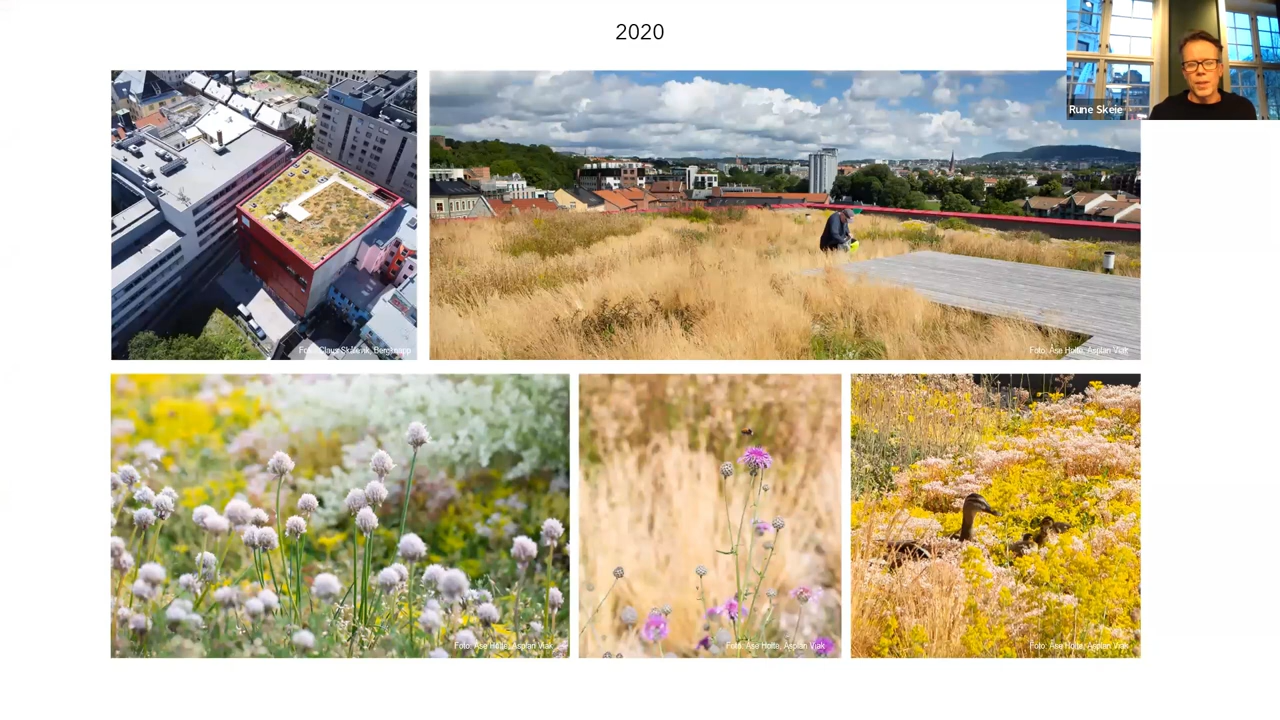 2020
Rune Skeie
Foto: Åse Holte, Asplan Viak
Foto: Åse Holte, Asplan Viak
Foto: Åse Holte, Asplan Viak
Foto: Åse Holte, Asplan Viak